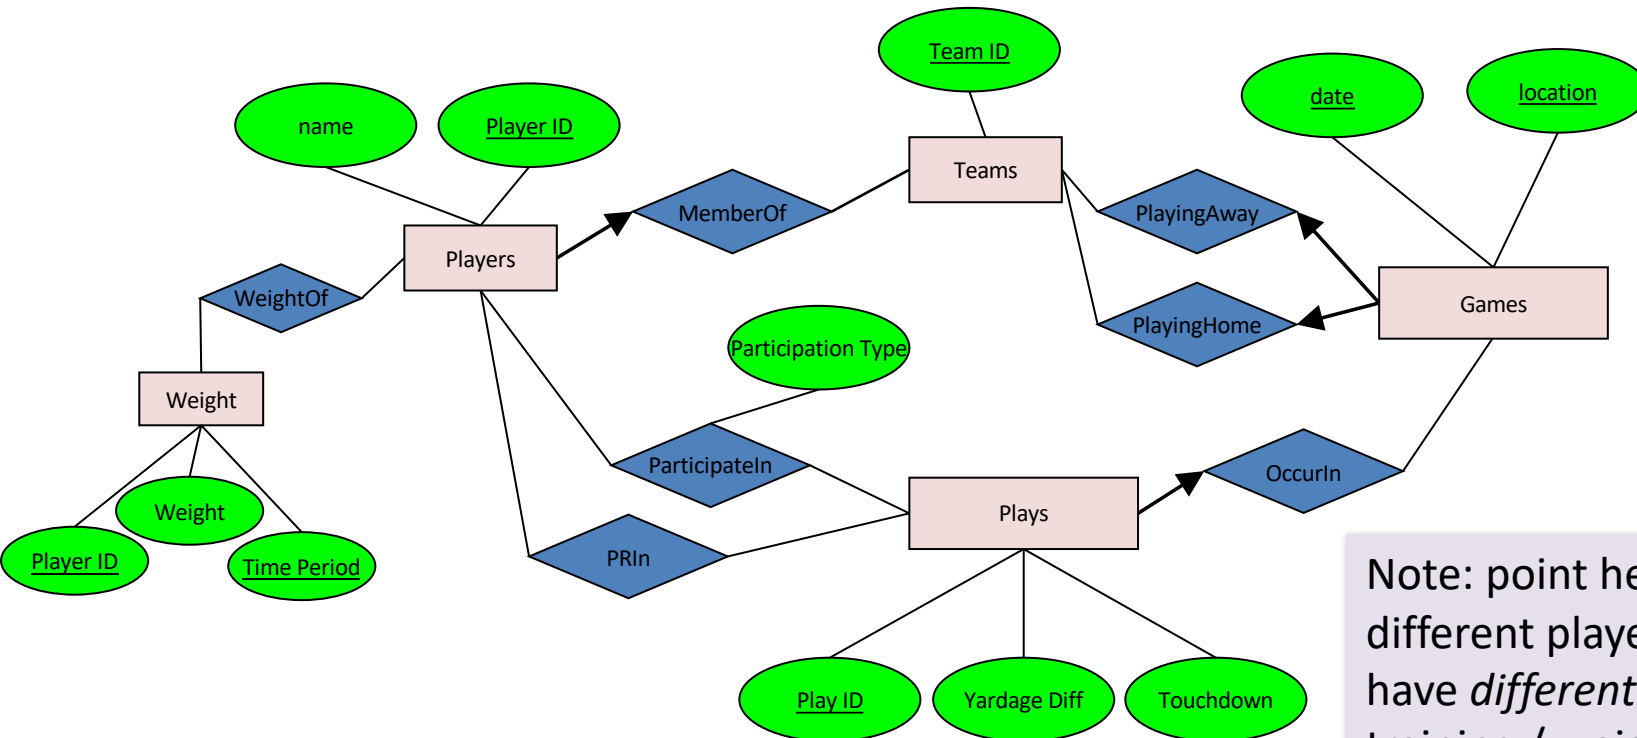 Team ID
date
location
name
Player ID
Teams
MemberOf
PlayingAway
Players
WeightOf
Games
PlayingHome
Participation Type
Weight
ParticipateIn
OccurIn
Weight
Plays
Player ID
Time Period
PRIn
Note: point he
different playe
have different
Play ID
Yardage Diff
Touchdown